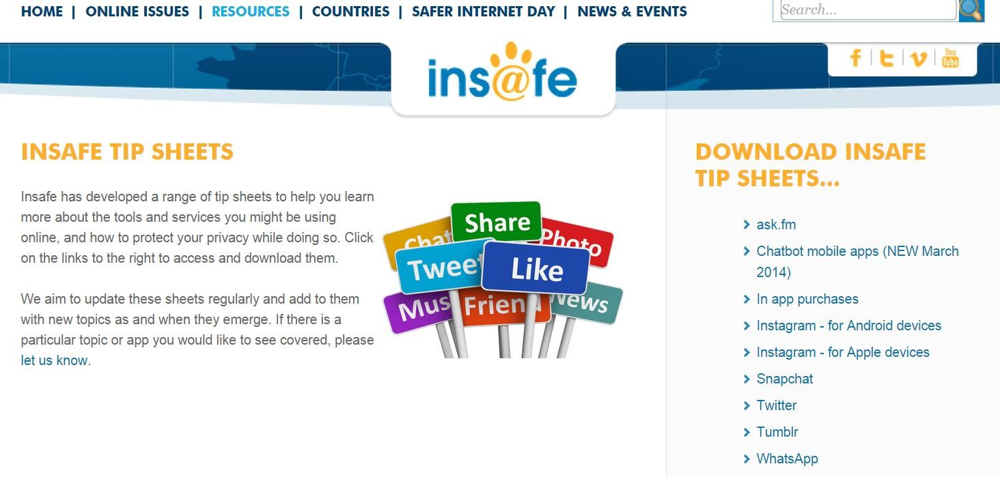 HOME | ONLINE ISSUES | RESOURCES | COUNTRIES | SAFER INTERNET DAY | NEWS & EVENTS
Search...
ins@fe
You
Tube
INSAFE TIP SHEETS
Insafe has developed a range of tip sheets to help you learn
more about the tools and services you might be using
online, and how to protect your privacy while doing so. Click
on the links to the right to access and download them.
We aim to update these sheets regularly and add to them
with new topics as and when they emerge. If there is a
particular topic or app you would like to see covered, please
let us know.
Share
Chat
Photo
Tweet
Like
Mus
Friend
News
DOWNLOAD INSAFE
TIP SHEETS...
ask.fm
Chatbot mobile apps (NEW March
2014)
In app purchases
Instagram - for Android devices
Instagram - for Apple devices
Snapchat
Twitter
Tumblr
WhatsApp